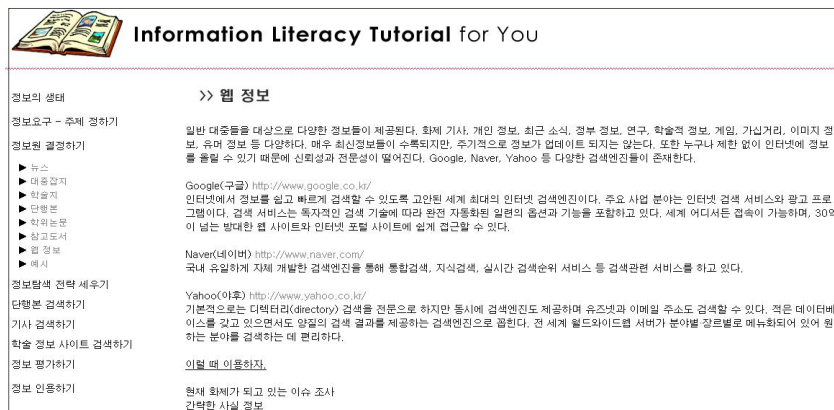 Information Literacy Tutorial for You
정보의 생태
정보요구 - 주제 정하기
정보원 결정하기
▶ 뉴스
▶ 대중잡지
▶ 학술지
▶ 단행본
▶ 학위논문
▶ 참고도서
▶ 웹 정보
▶ 예시
정보탐색 전략 세우기
단행본 검색하기
기사 검색하기
학술 정보 사이트 검색하기
정보 평가하기
정보 인용하기
>> 웹 정보
일반 대중들을 대상으로 다양한 정보들이 제공된다. 화제 기사, 개인 정보, 최근 소식, 정부 정보, 연구, 학술적 정보, 게임, 가십거리, 이미지 정
보, 유머 정보 등 다양하다. 매우 최신정보들이 수록되지만, 주기적으로 정보가 업데이트 되지는 않는다. 또한 누구나 제한 없이 인터넷에 정보
를 올릴 수 있기 때문에 신뢰성과 전문성이 떨어진다. Google, Naver, Yahoo 등 다양한 검색엔진들이 존재한다.
Google(구글) http://www.google.co.kr/
인터넷에서 정보를 쉽고 빠르게 검색할 수 있도록 고안된 세계 최대의 인터넷 검색엔진이다. 주요 사업 분야는 인터넷 검색 서비스와 광고 프로
그램이다. 검색 서비스는 독자적인 검색 기술에 따라 완전 자동화된 일련의 옵션과 기능을 포함하고 있다. 세계 어디서든 접속이 가능하며, 30억
이 넘는 방대한 웹 사이트와 인터넷 포털 사이트에 쉽게 접근할 수 있다.
Naver(네이버) http://www.naver.com/
국내 유일하게 자체 개발한 검색엔진을 통해 통합검색, 지식검색, 실시간 검색순위 서비스 등 검색관련 서비스를 하고 있다.
Yahoo(야후) http://www.yahoo.co.kr/
기본적으로는 디렉터리(directory) 검색을 전문으로 하지만 동시에 검색엔진도 제공하며 유즈넷과 이메일 주소도 검색할 수 있다. 적은 데이터베
이스를 갖고 있으면서도 양질의 검색 결과를 제공하는 검색엔진으로 꼽힌다. 전 세계 월드와이드웹 서버가 분야별·장르별로 메뉴화되어 있어 원
하는 분야를 검색하는 데 편리하다.
이럴 때 이용하자.
현재 화제가 되고 있는 이슈 조사
간략한 사실 정보